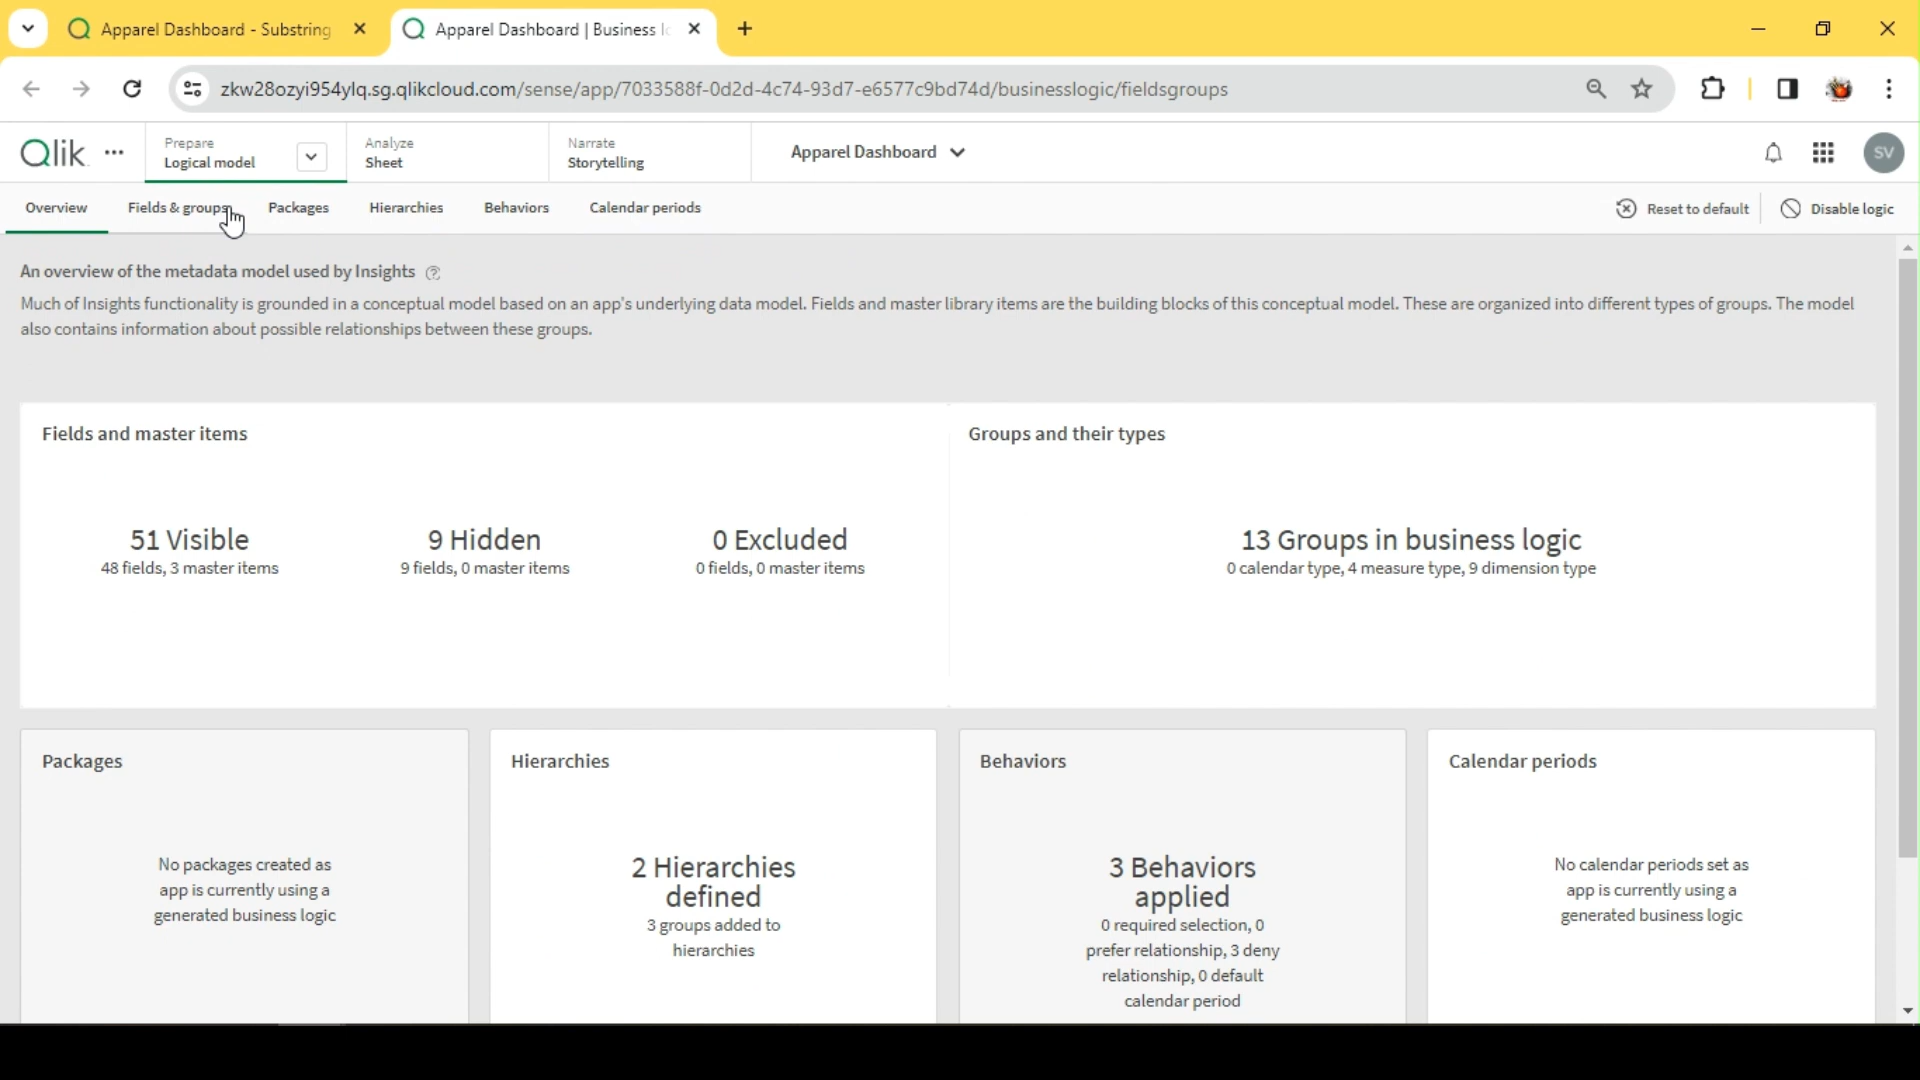 Apparel Dashboard - Substring
Apparel Dashboard | Business lo
zkw28ozyi954ylq.sg.qlikcloud.com/sense/app/7033588f-0d2d-4c74-93d7-e6577c9bd74d/businesslogic/fieldsgroups
Qlik
Prepare
Logical model
Analyze
Sheet
Narrate
Storytelling
Apparel Dashboard
SV
Overview
Fields & groups
Packages
Hierarchies
Behaviors
Calendar periods
Reset to default
Disable logic
An overview of the metadata model used by Insights
Much of Insights functionality is grounded in a conceptual model based on an app's underlying data model. Fields and master library items are the building blocks of this conceptual model. These are organized into different types of groups. The model
also contains information about possible relationships between these groups.
Fields and master items
51 Visible
48 fields, 3 master items
9 Hidden
9 fields, 0 master items
0 Excluded
0 fields, 0 master items
Groups and their types
13 Groups in business logic
0 calendar type, 4 measure type, 9 dimension type
Packages
No packages created as
app is currently using a
generated business logic
Hierarchies
2 Hierarchies
defined
3 groups added to
hierarchies
Behaviors
3 Behaviors
applied
0 required selection, 0
prefer relationship, 3 deny
relationship, 0 default
calendar period
Calendar periods
No calendar periods set as
app is currently using a
generated business logic